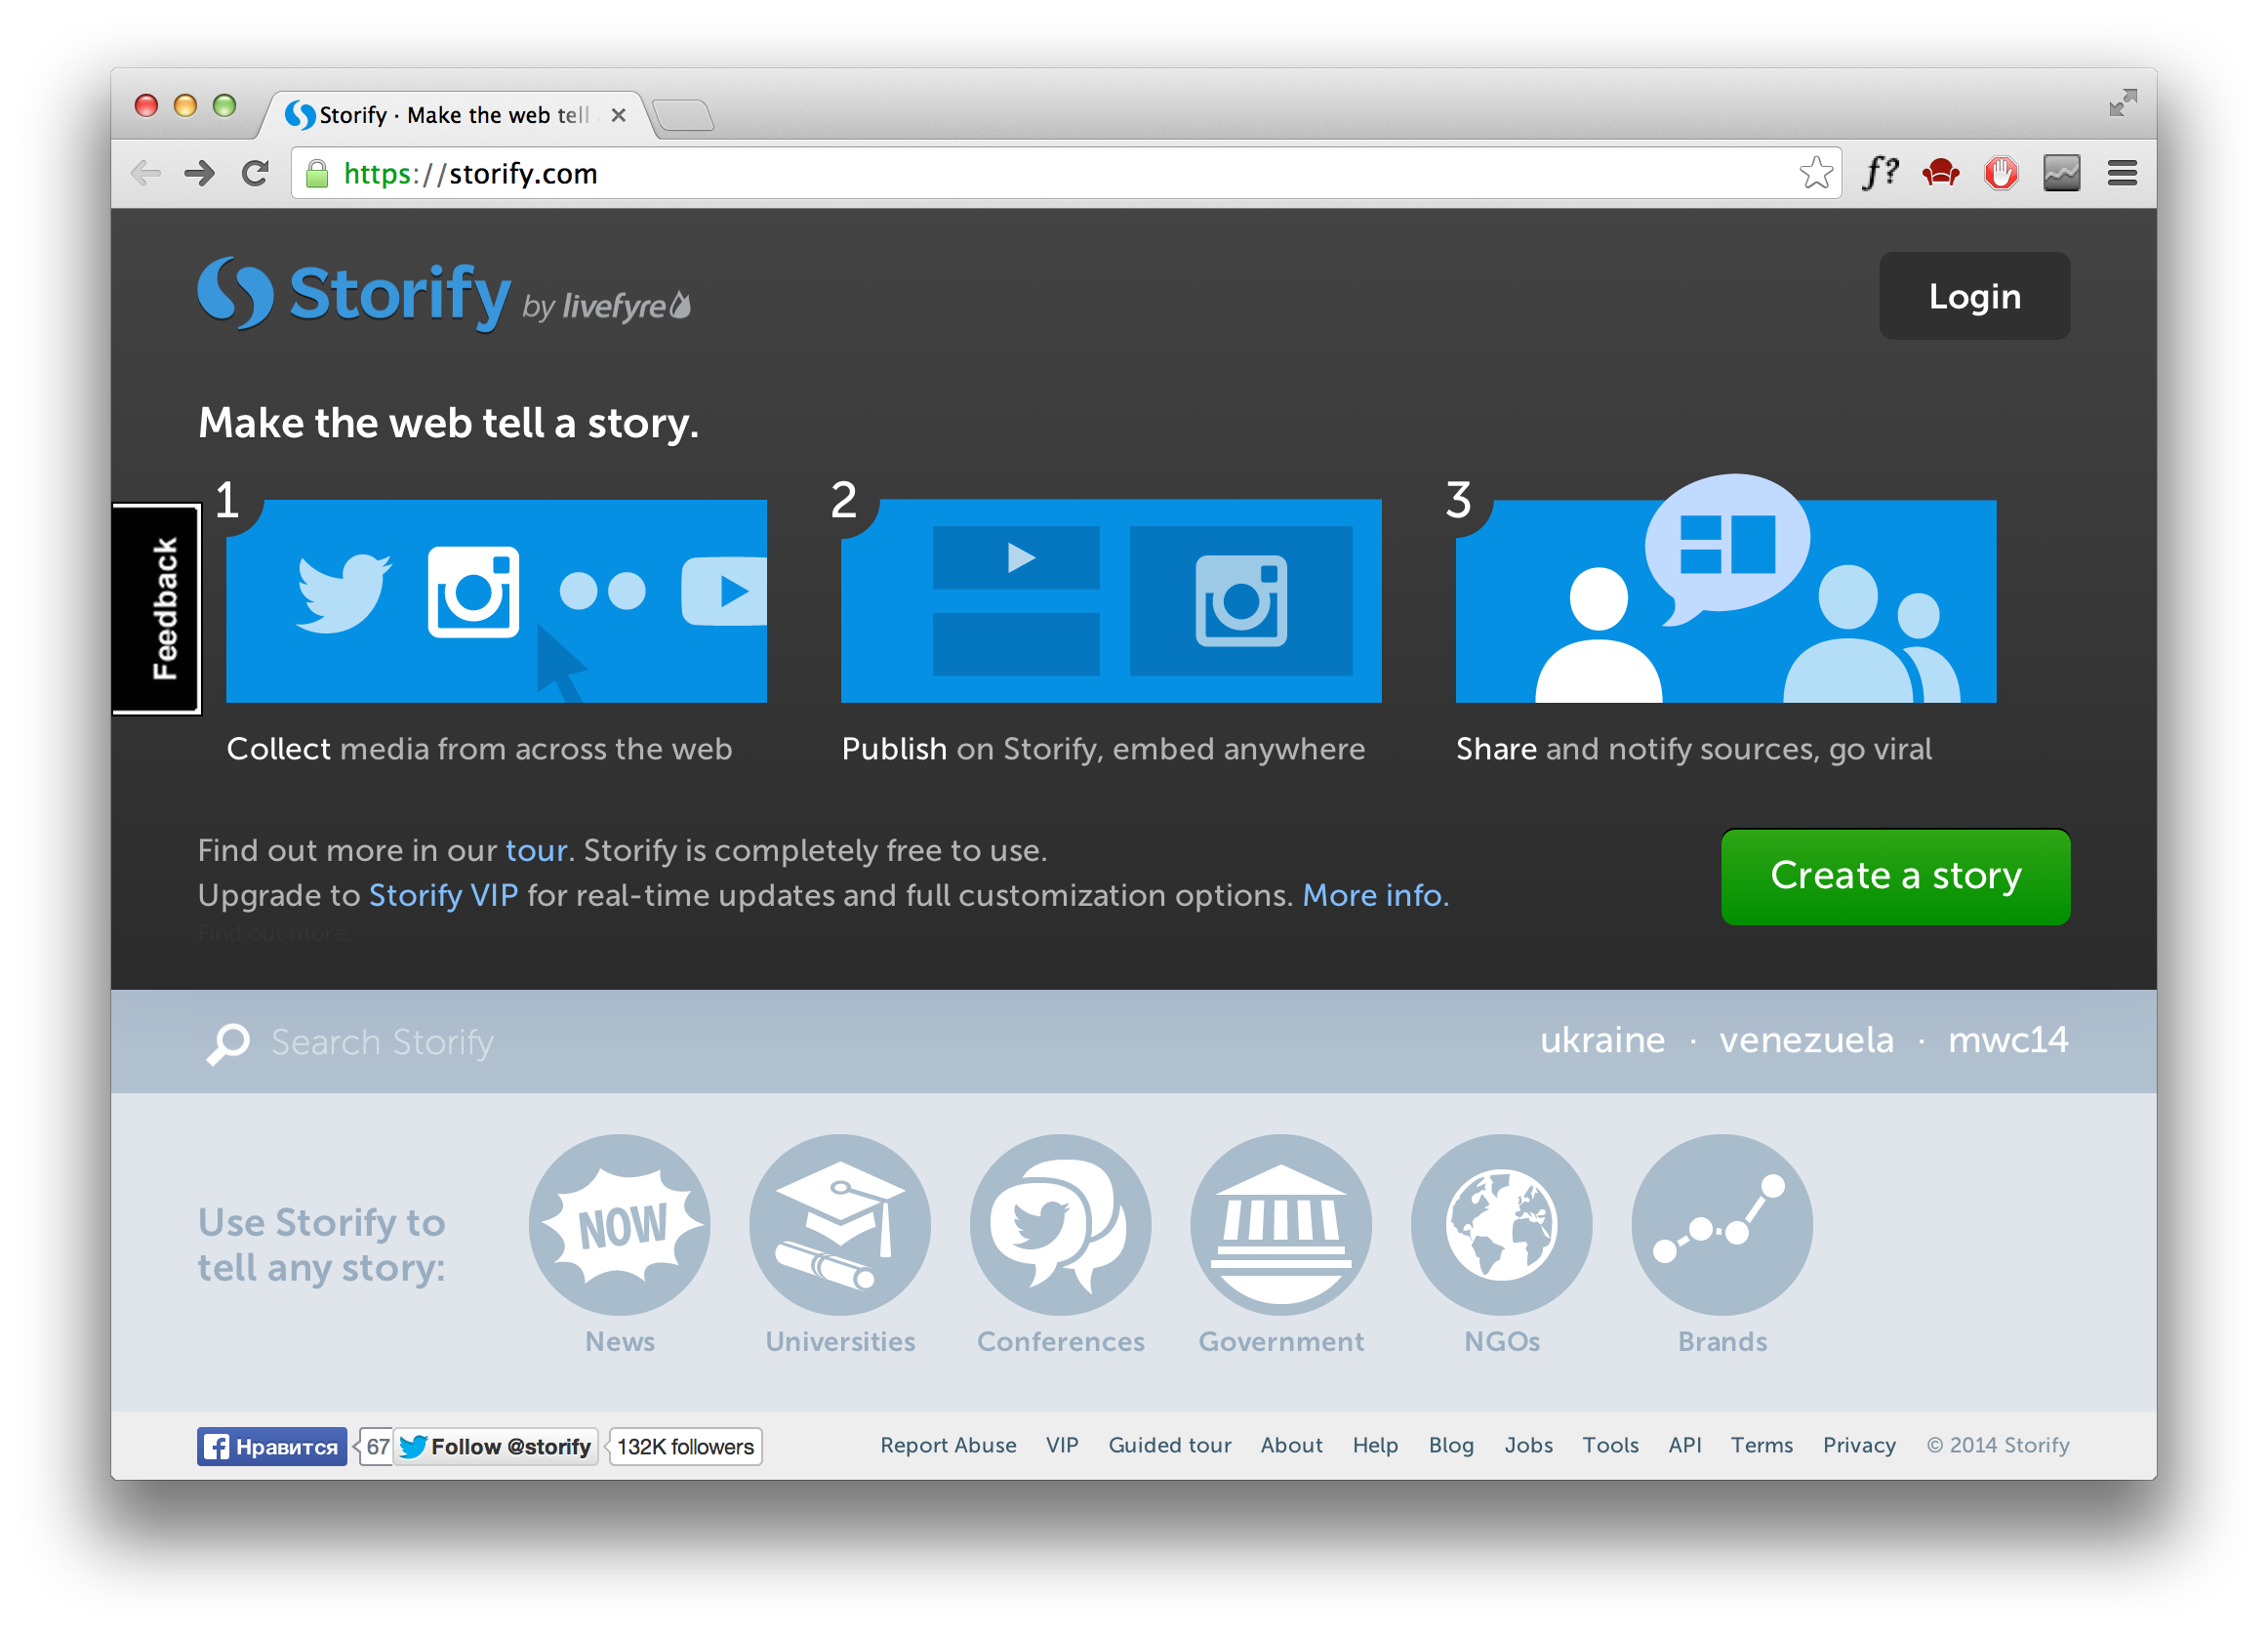 Storify · Make the web tell
https://storify.com
f?
Storify by livefyre
Login
Make the web tell a story.
1
2
3
Feedback
Collect media from across the web
Publish on Storify, embed anywhere
Share and notify sources, go viral
Find out more in our tour. Storify is completely free to use.
Upgrade to Storify VIP for real-time updates and full customization options. More info.
Find out more.
Create a story
Search Storify
ukraine · venezuela · mwc14
Use Storify to
tell any story:
NOW
News
Universities
Conferences
Government
NGOs
Brands
Нравится
67
Follow @storify
132K followers
Report Abuse VIP Guided tour About Help Blog Jobs Tools API Terms Privacy © 2014 Storify